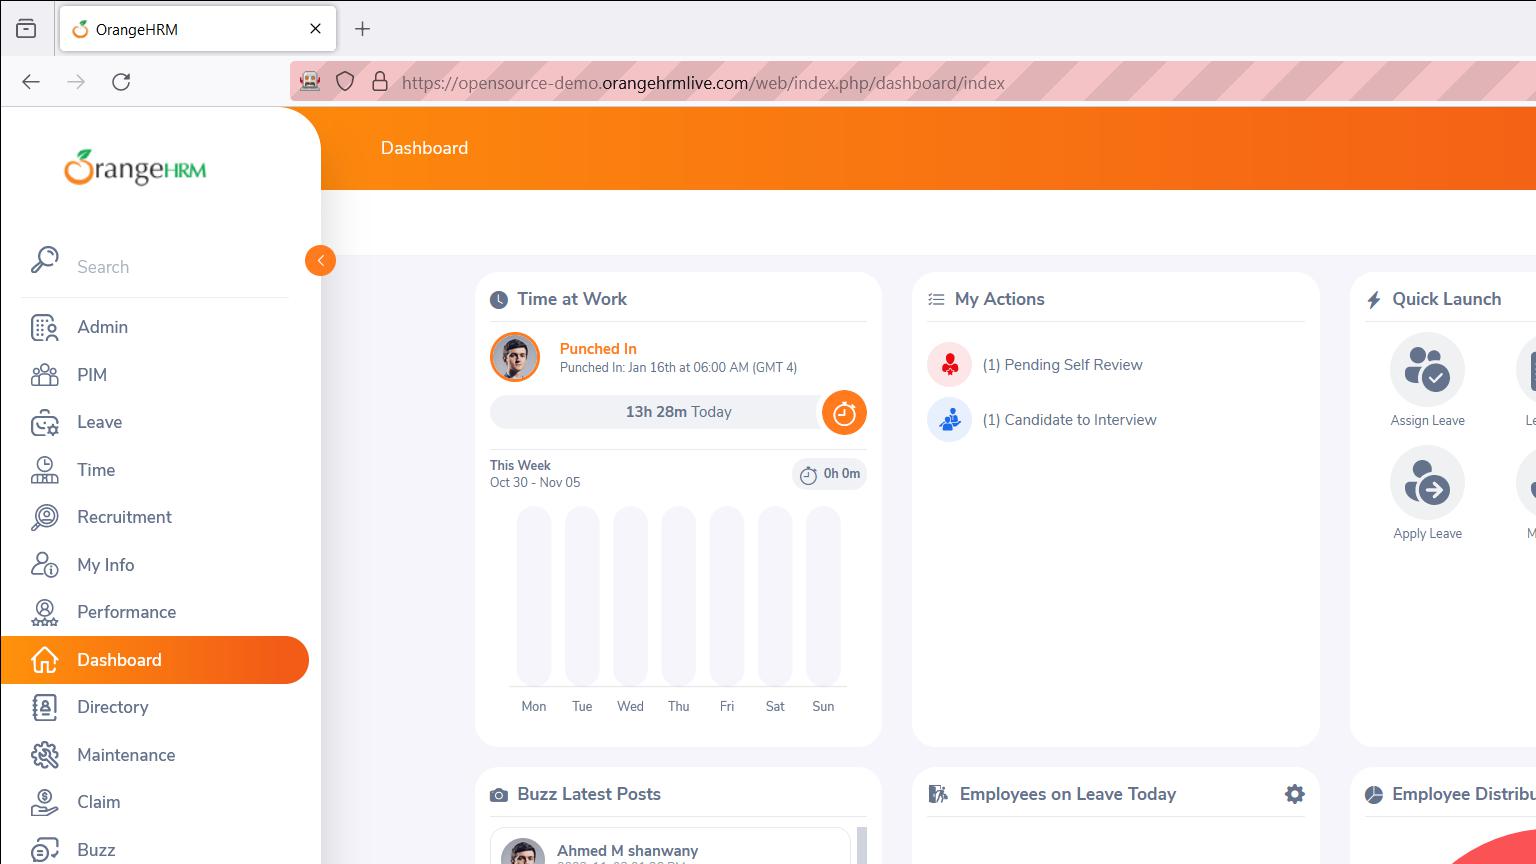 OrangeHRM
https://opensource-demo.orangehrmlive.com/web/index.php/dashboard/index
OrangeHRM
Dashboard
Search
Admin
PIM
Leave
Time
Recruitment
My Info
Performance
Dashboard
Directory
Maintenance
Claim
Buzz
Time at Work
Punched In
Punched In: Jan 16th at 06:00 AM (GMT 4)
13h 28m Today
This Week
Oct 30 - Nov 05
0h 0m
Mon Tue Wed Thu Fri Sat Sun
My Actions
(1) Pending Self Review
(1) Candidate to Interview
Quick Launch
Assign Leave
Apply Leave
Buzz Latest Posts
Ahmed M shanwany
Employees on Leave Today
Employee Distribu